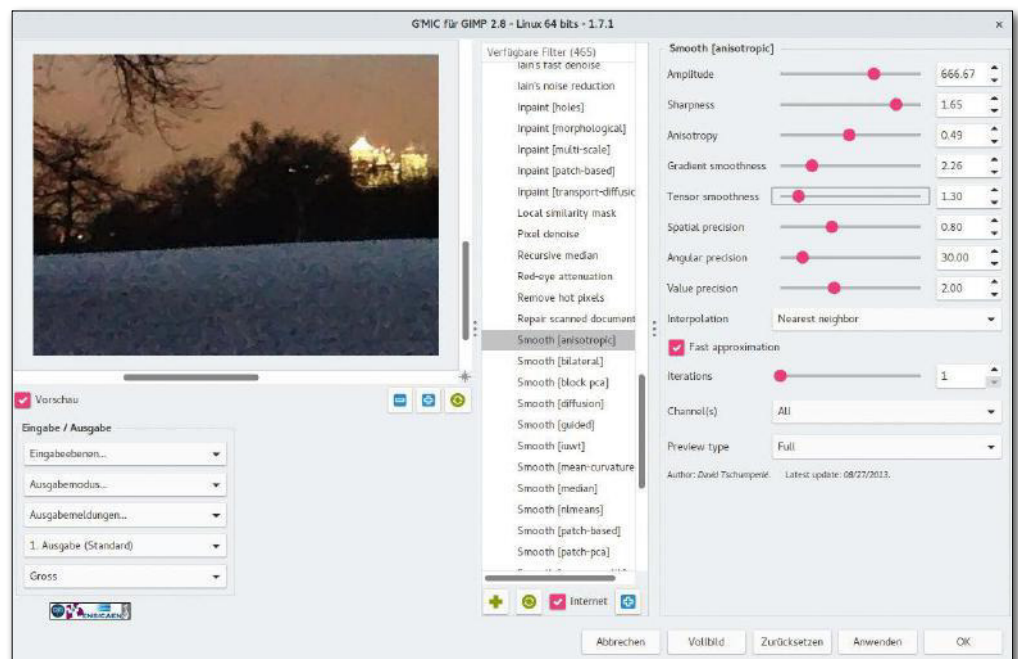 G'MIC für GIMP 2.8 - Linux 64 bits - 1.7.1
×
Vorschau
Eingabe / Ausgabe
Eingabeebenen...
Ausgabemodus...
Ausgabemeldungen...
1. Ausgabe (Standard)
Gross
ENSICAEN
Verfügbare Filter (465)
Iain's fast denoise
Iain's noise reduction
Inpaint [holes]
Inpaint [morphological]
Inpaint [multi-scale]
Inpaint [patch-based]
Inpaint [transport-diffusic
Local similarity mask
Pixel denoise
Recursive median
Red-eye attenuation
Remove hot pixels
Repair scanned document
Smooth [anisotropic]
Smooth [bilateral]
Smooth [block pca]
Smooth [diffusion]
Smooth [guided]
Smooth [iuwt]
Smooth [mean-curvature
Smooth [median]
Smooth [nlmeans]
Smooth [patch-based]
Smooth [patch-pca]
Internet
Smooth [anisotropic]
Amplitude 666.67
Sharpness 1.65
Anisotropy 0.49
Gradient smoothness 2.26
Tensor smoothness 1.30
Spatial precision 0.80
Angular precision 30.00
Value precision 2.00
Interpolation Nearest neighbor
Fast approximation
Iterations 1
Channel(s) All
Preview type Full
Author: David Tschumperlé. Latest update: 08/27/2013.
Abbrechen Vollbild Zurücksetzen Anwenden OK